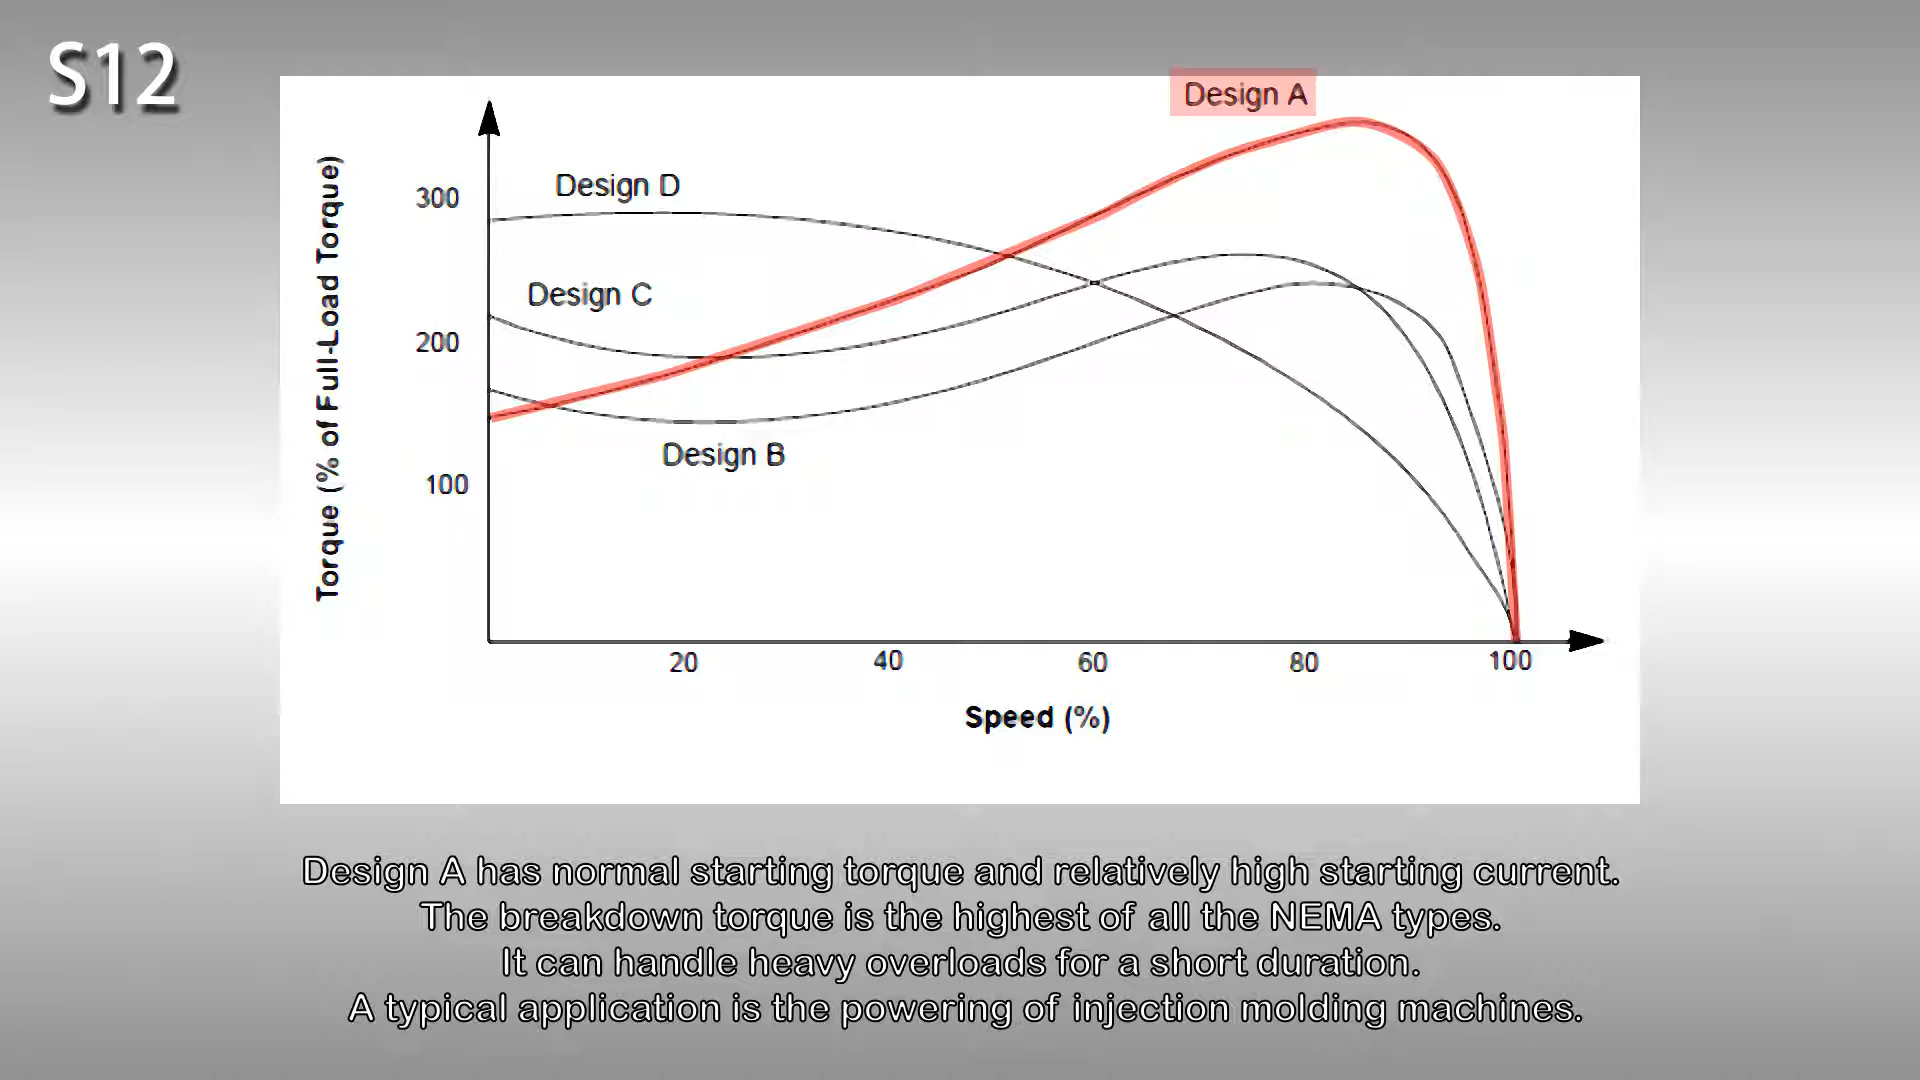 S12
Design A
Design D
Design C
Design B
300
200
100
Torque (% of Full-Load Torque)
20 40 60 80 100
Speed (%)
Design A has normal starting torque and relatively high starting current.
The breakdown torque is the highest of all the NEMA types.
It can handle heavy overloads for a short duration.
A typical application is the powering of injection molding machines.